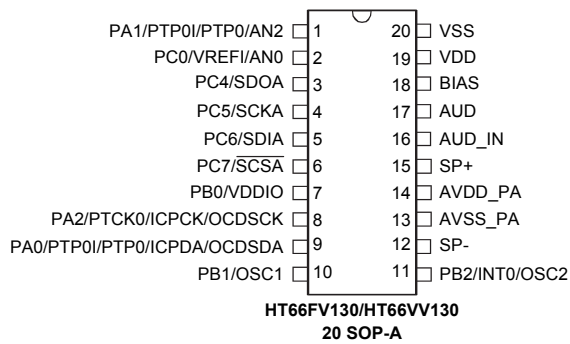 PA1/PTP0I/PTP0/AN2 1 20 VSS
PC0/VREFI/AN0 2 19 VDD
PC4/SDOA 3 18 BIAS
PC5/SCKA 4 17 AUD
PC6/SDIA 5 16 AUD_IN
PC7/SCSA 6 15 SP+
PB0/VDDIO 7 14 AVDD_PA
PA2/PTCK0/ICPCK/OCDSCK 8 13 AVSS_PA
PA0/PTP0I/PTP0/ICPDA/OCDSDA 9 12 SP-
PB1/OSC1 10 11 PB2/INT0/OSC2
HT66FV130/HT66VV130
20 SOP-A